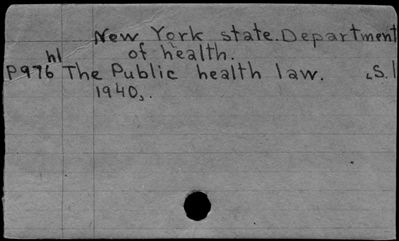 New York state. Department
of health.
hl
P976 The Public health law. S.l
1940.